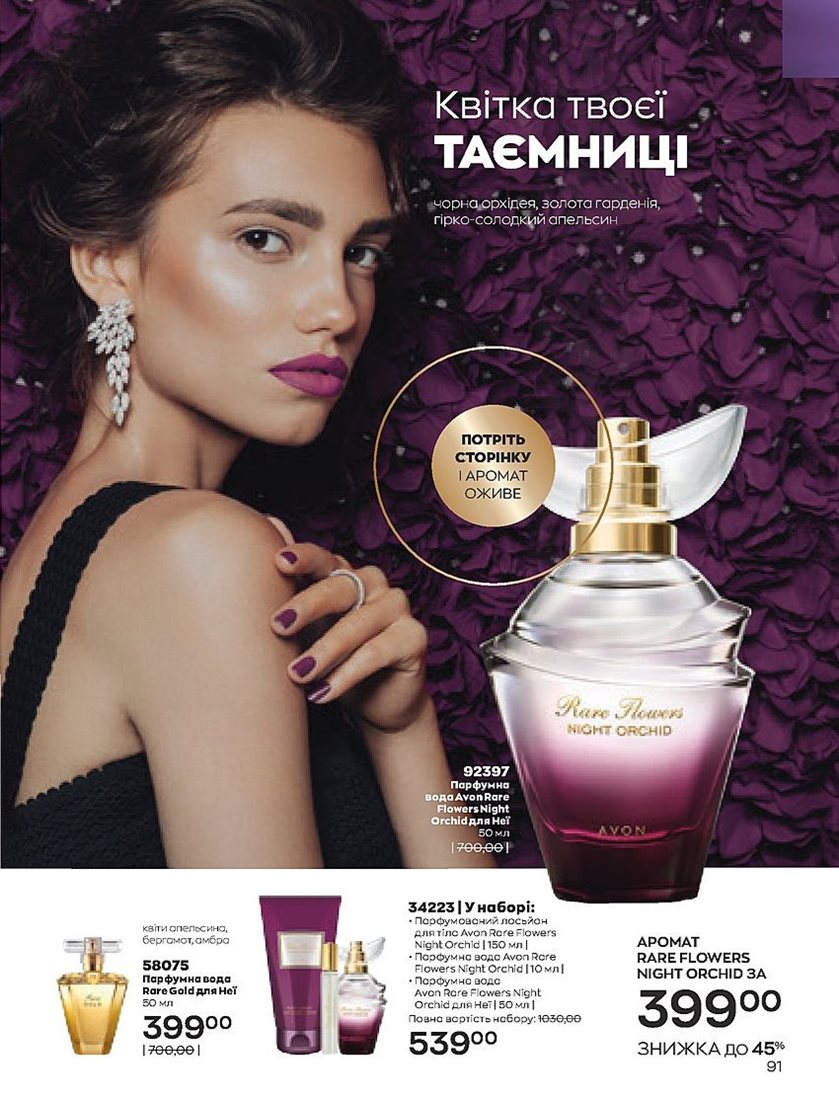 Квітка твоєї
ТАЄМНИЦІ
чорна орхідея, золота гарденія,
гірко-солодкий апельсин
ПОТРІТЬ
СТОРІНКУ
І АРОМАТ
ОЖИВЕ
Rare Flowers
NIGHT ORCHID
AVON
92397
Парфумна
вода Avon Rare
Flowers Night
Orchid для Неї
50 мл
| 700,00 |
квіти апельсина,
бергамот, амбра
58075
Парфумна вода
Rare Gold для Неї
50 мл
39900
| 700,00 |
34223 | У наборі:
• Парфумований лосьйон
для тіла Avon Rare Flowers
Night Orchid | 150 мл |
• Парфумна вода Avon Rare
Flowers Night Orchid | 10 мл |
• Парфумна вода
Avon Rare Flowers Night
Orchid для Неї | 50 мл |
Повна вартість набору: 1030,00
53900
АРОМАТ
RARE FLOWERS
NIGHT ORCHID ЗА
39900
ЗНИЖКА ДО 45%
91